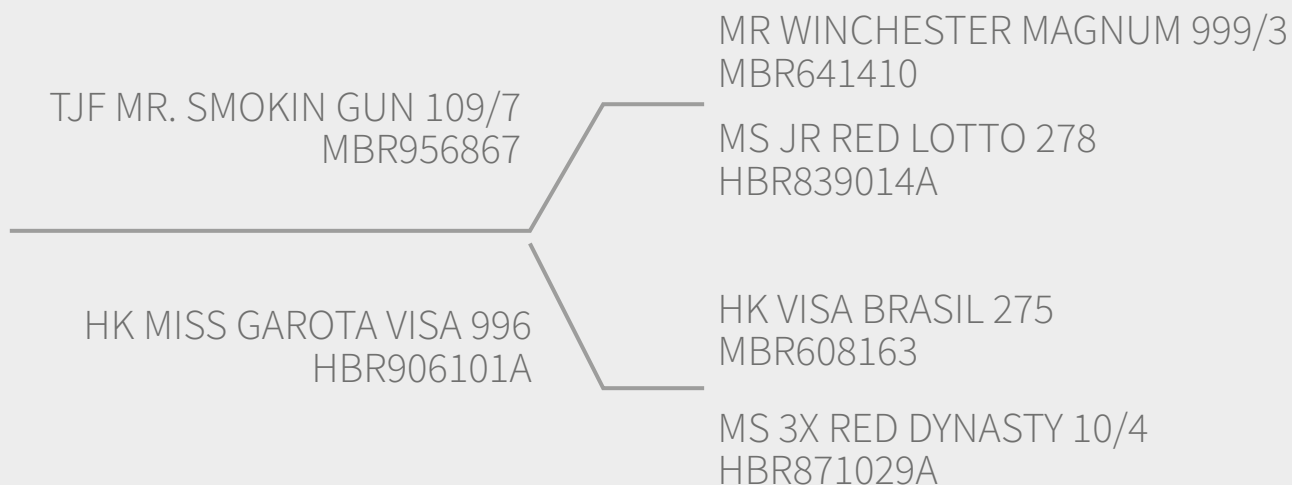 TJF MR. SMOKIN GUN 109/7
MBR956867
HK MISS GAROTA VISA 996
HBR906101A
MR WINCHESTER MAGNUM 999/3
MBR641410
MS JR RED LOTTO 278
HBR839014A
HK VISA BRASIL 275
MBR608163
MS 3X RED DYNASTY 10/4
HBR871029A